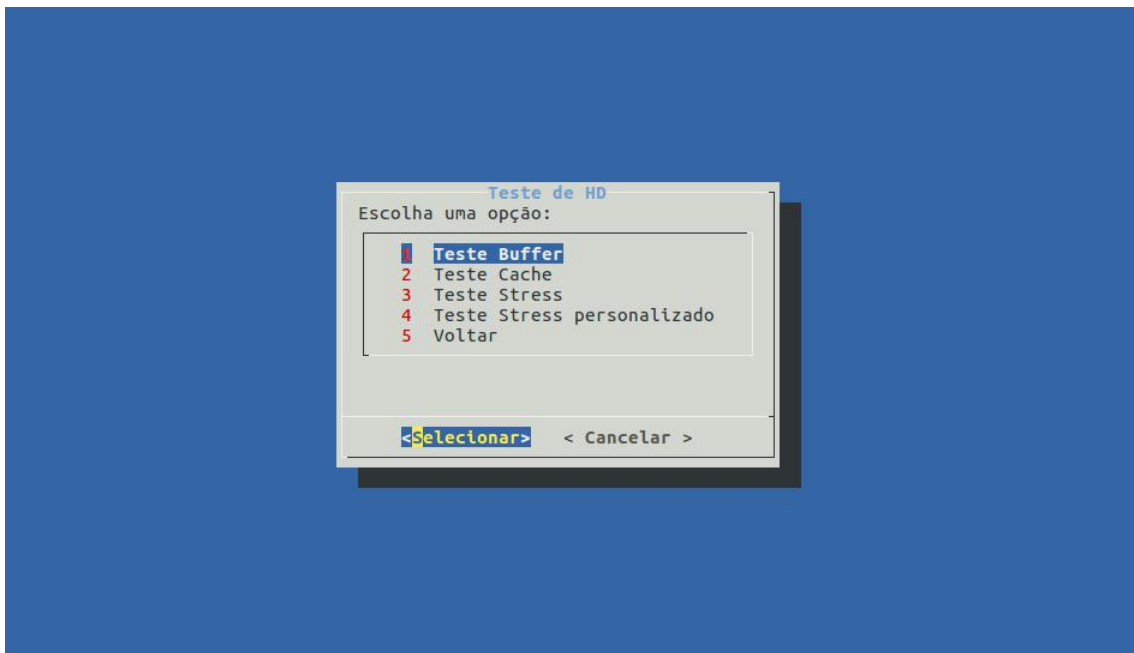 Teste de HD
Escolha uma opção:
1 Teste Buffer
2 Teste Cache
3 Teste Stress
4 Teste Stress personalizado
5 Voltar
<Selecionar> < Cancelar >